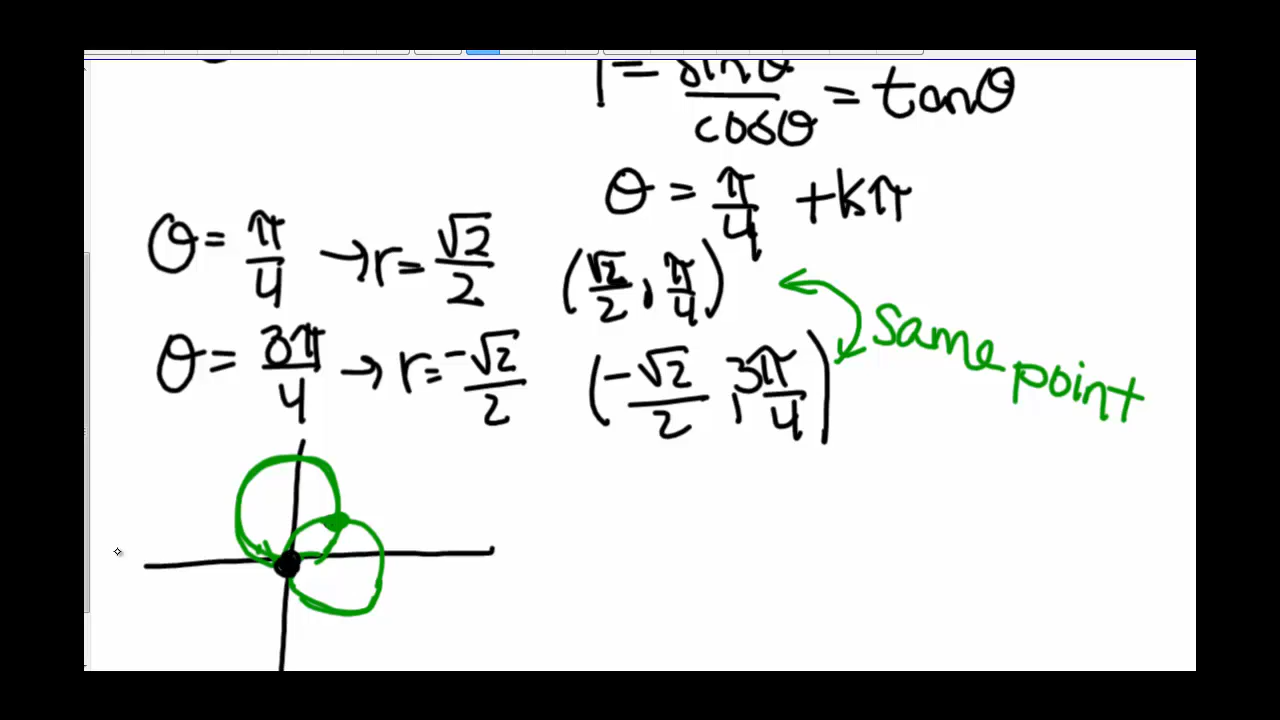 1 = sinθ/cosθ = tanθ
θ = π/4 + kπ
θ = π/4 → r = √2/2 (√2/2, π/4)
θ = 3π/4 → r = -√2/2 (-√2/2, 3π/4)
same point